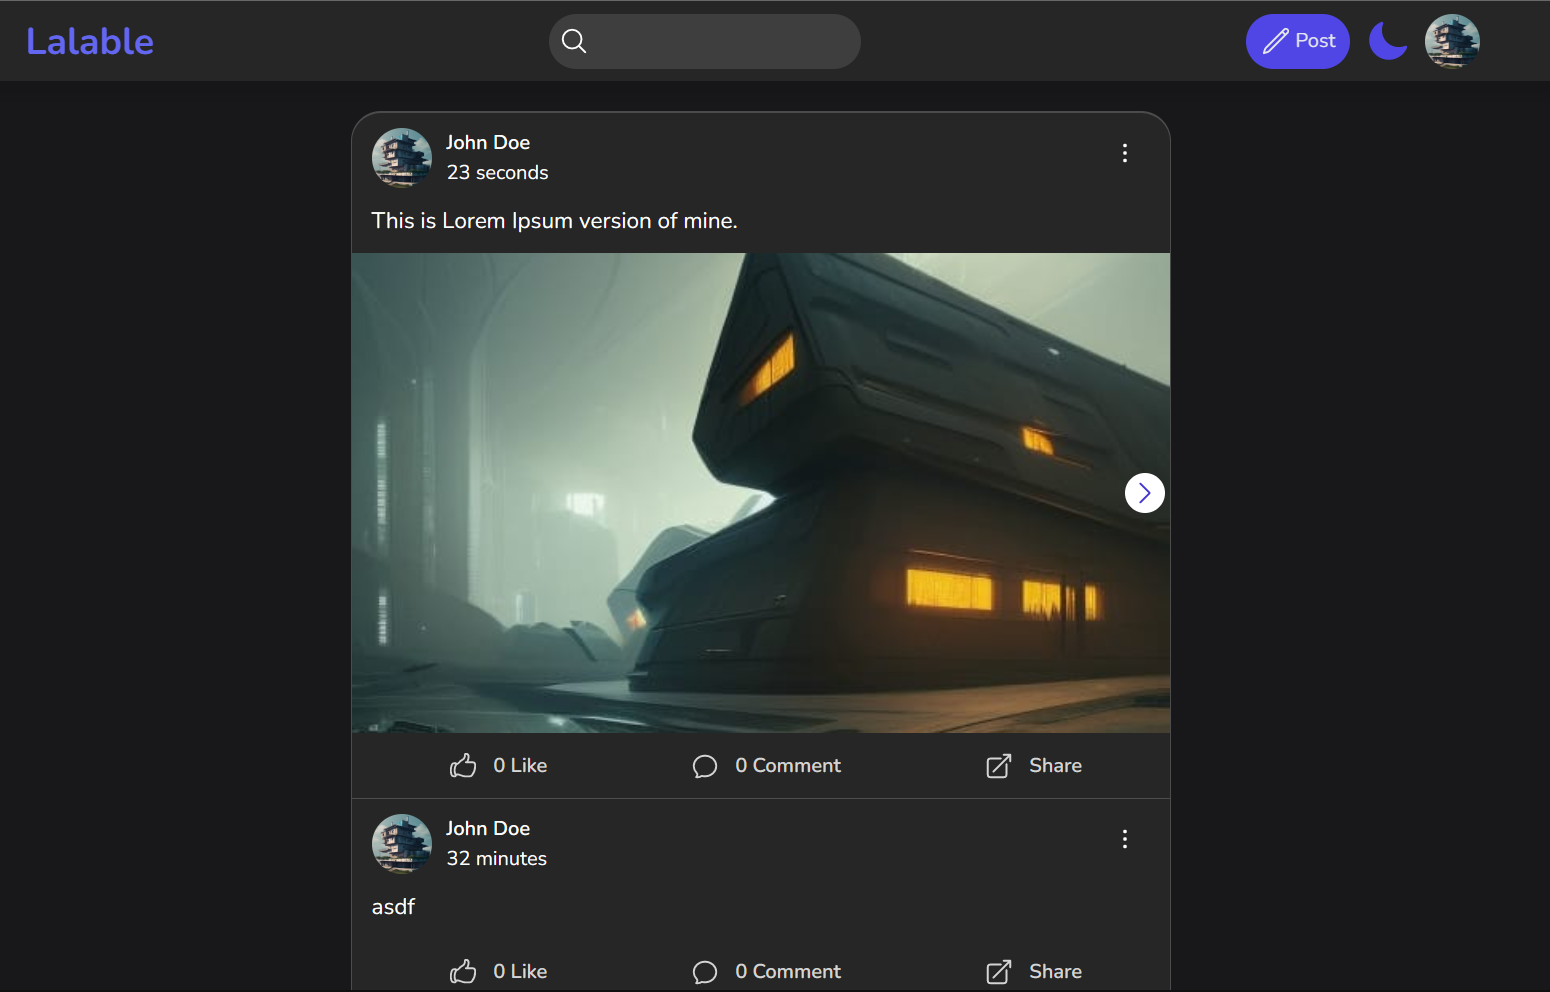 Lalable
Post
John Doe
23 seconds
This is Lorem Ipsum version of mine.
0 Like
0 Comment
Share
John Doe
32 minutes
asdf
0 Like
0 Comment
Share